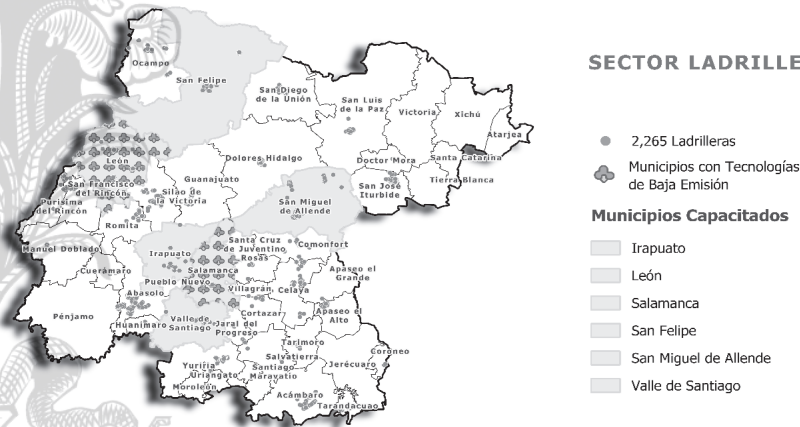 SECTOR LADRILLE
2,265 Ladrilleras
Municipios con Tecnologías
de Baja Emisión
Municipios Capacitados
Irapuato
León
Salamanca
San Felipe
San Miguel de Allende
Valle de Santiago
Ocampo
San Felipe
San Diego
de la Unión
San Luis
de la Paz
Victoria
Xichú
Atarjea
León
Dolores Hidalgo
Doctor Mora
Santa Catarina
Tierra Blanca
San José
Iturbide
Guanajuato
San Francisco
del Rincón
Purísima
del Rincón
Silao de
la Victoria
San Miguel
de Allende
Romita
Manuel Doblado
Irapuato
Santa Cruz
de Juventino
Rosas
Comonfort
Cuerámaro
Salamanca
Apaseo el
Grande
Pueblo Nuevo
Villagrán
Celaya
Abasolo
Pénjamo
Huanímaro
Valle de
Santiago
Jaral del
Progreso
Cortazar
Apaseo el
Alto
Tarimoro
Salvatierra
Coroneo
Jerécuaro
Yuriria
Uriangato
Santiago
Maravatío
Moroleón
Acámbaro
Tarandacuao